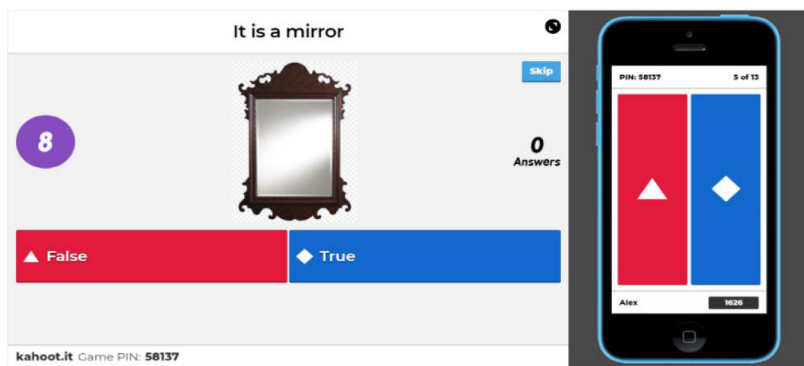 It is a mirror
Skip
8
0
Answers
False
True
kahoot.it Game PIN: 58137
PIN: 58137 5 of 13
Alex 1626